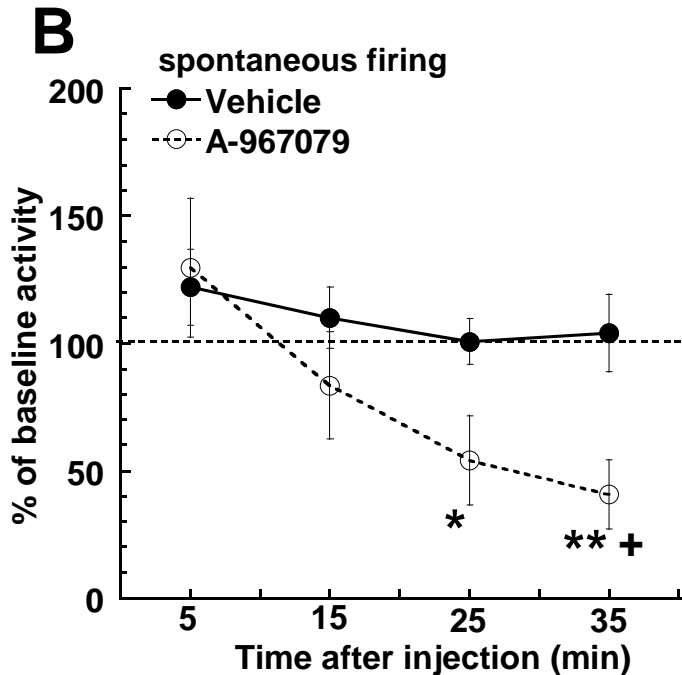 B
spontaneous firing
Vehicle
A-967079
% of baseline activity
200
150
100
50
0
5 15 25 35
* ** +
Time after injection (min)